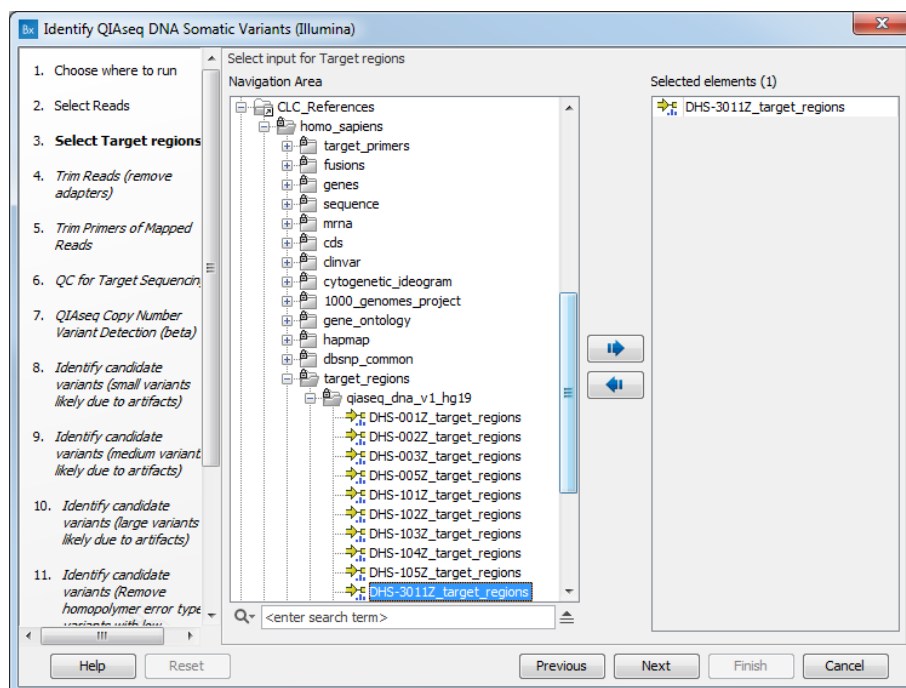 Bx Identify QIAseq DNA Somatic Variants (Illumina)
1. Choose where to run
2. Select Reads
3. Select Target regions
4. Trim Reads (remove
adapters)
5. Trim Primers of Mapped
Reads
6. QC for Target Sequencin
7. QIAseq Copy Number
Variant Detection (beta)
8. Identify candidate
variants (small variants
likely due to artifacts)
9. Identify candidate
variants (medium variant
likely due to artifacts)
10. Identify candidate
variants (large variants
likely due to artifacts)
11. Identify candidate
variants (Remove
homopolymer error type
variants with low
Select input for Target regions
Navigation Area
CLC_References
homo_sapiens
target_primers
fusions
genes
sequence
mrna
cds
clinvar
cytogenetic_ideogram
1000_genomes_project
gene_ontology
hapmap
dbsnp_common
target_regions
qiaseq_dna_v1_hg19
DHS-001Z_target_regions
DHS-002Z_target_regions
DHS-003Z_target_regions
DHS-005Z_target_regions
DHS-101Z_target_regions
DHS-102Z_target_regions
DHS-103Z_target_regions
DHS-104Z_target_regions
DHS-105Z_target_regions
DHS-3011Z_target_regions
<enter search term>
Selected elements (1)
DHS-3011Z_target_regions
Help
Reset
Previous
Next
Finish
Cancel